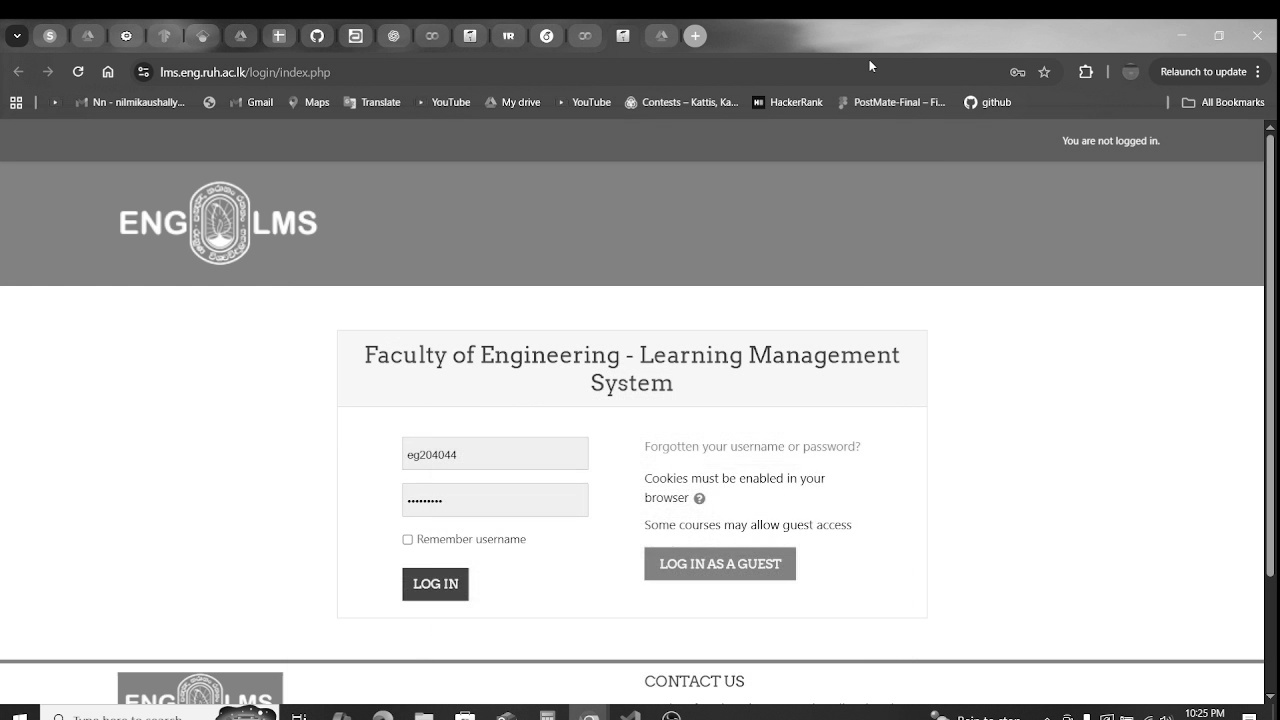 lms.eng.ruh.ac.lk/login/index.php
Relaunch to update
Nn - nilmikaushally...
Gmail
Maps
Translate
YouTube
My drive
YouTube
Contests – Kattis, Ka...
HackerRank
PostMate-Final – Fi...
github
All Bookmarks
You are not logged in.
ENG LMS
Faculty of Engineering - Learning Management
System
eg204044
Forgotten your username or password?
Cookies must be enabled in your
browser
Some courses may allow guest access
Remember username
LOG IN AS A GUEST
LOG IN
ENG LMS
CONTACT US
Type here to search
Rain to stop
10:25 PM